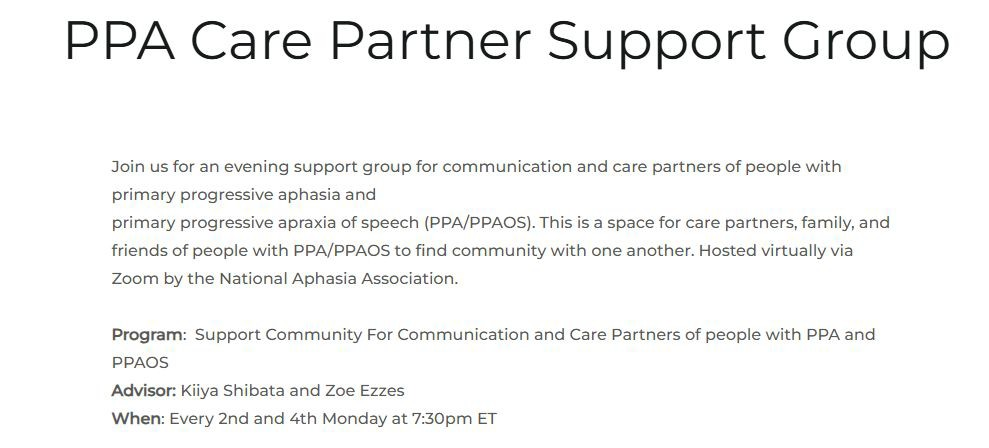 PPA Care Partner Support Group
Join us for an evening support group for communication and care partners of people with
primary progressive aphasia and
primary progressive apraxia of speech (PPA/PPAOS). This is a space for care partners, family, and
friends of people with PPA/PPAOS to find community with one another. Hosted virtually via
Zoom by the National Aphasia Association.
Program:  Support Community For Communication and Care Partners of people with PPA and
PPAOS
Advisor: Kiiya Shibata and Zoe Ezzes
When: Every 2nd and 4th Monday at 7:30pm ET